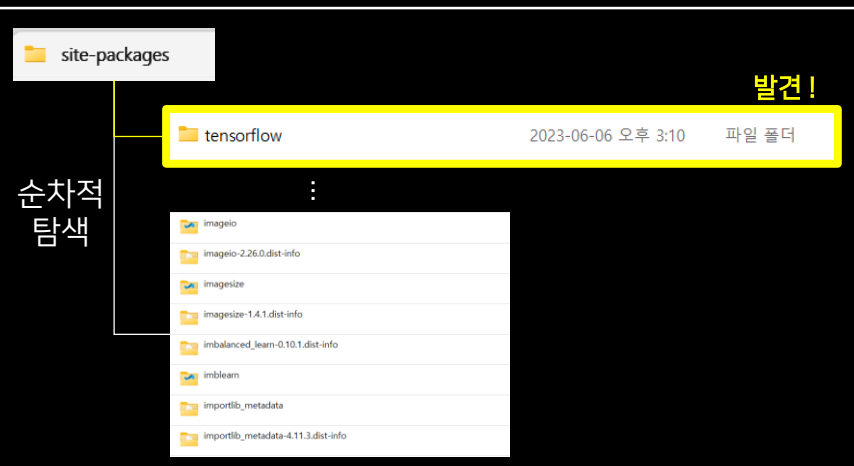 site-packages
발견 !
tensorflow 2023-06-06 오후 3:10 파일 폴더
순차적
탐색
⋮
imageio
imageio-2.26.0.dist-info
imagesize
imagesize-1.4.1.dist-info
imbalanced_learn-0.10.1.dist-info
imblearn
importlib_metadata
importlib_metadata-4.11.3.dist-info